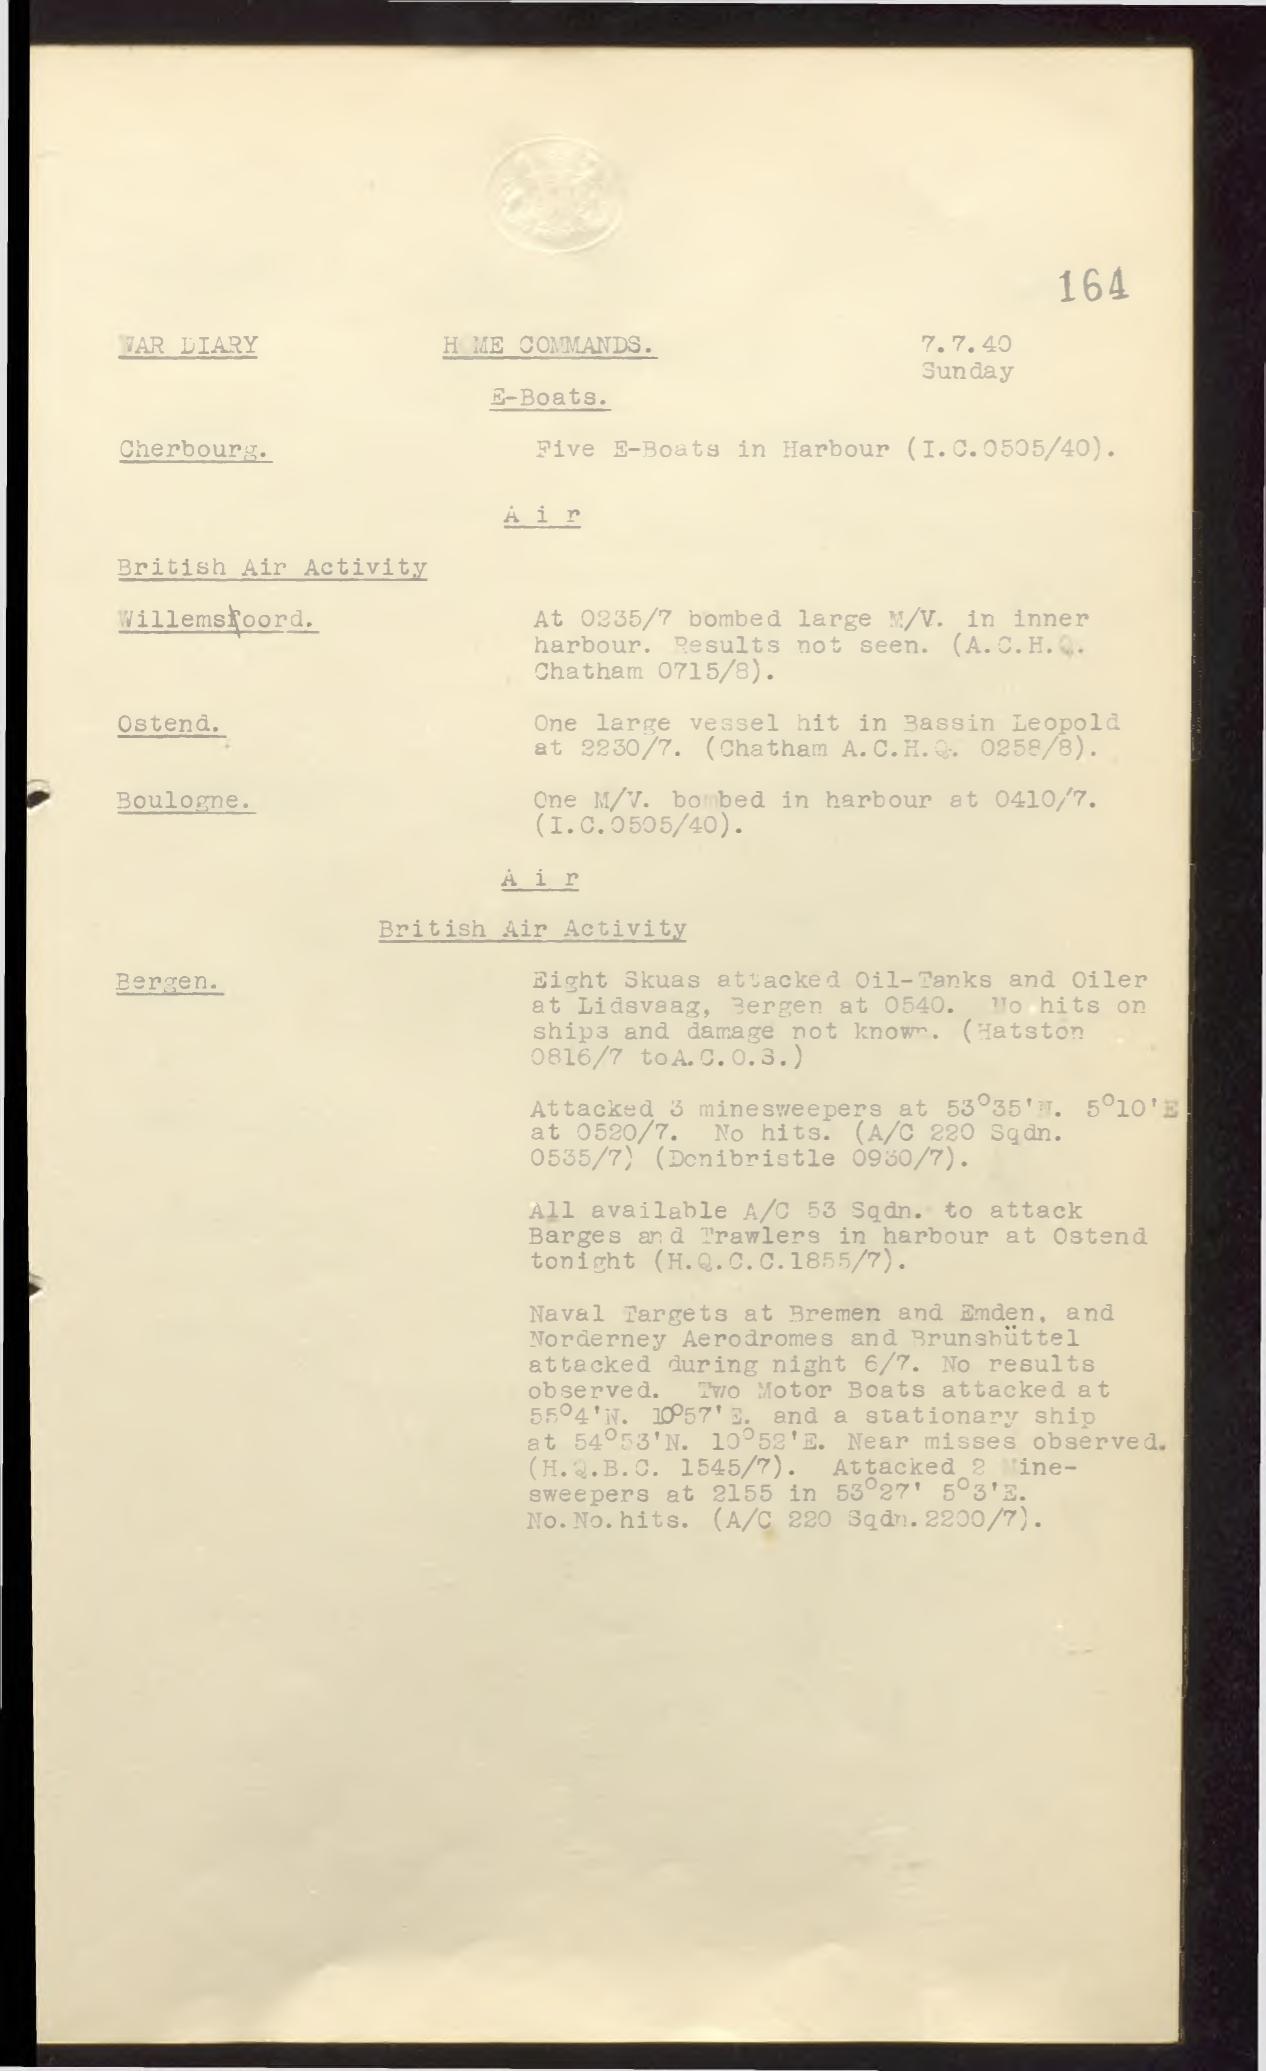 164
WAR DIARY HOME COMMANDS. 7.7.40
Sunday
E-Boats.
Cherbourg. Five E-Boats in Harbour (I.C.0505/40).
A i r
British Air Activity
Willemsoord. At 0235/7 bombed large M/V. in inner
harbour. Results not seen. (A.C.H.Q.
Chatham 0715/8).
Ostend. One large vessel hit in Bassin Leopold
at 2230/7. (Chatham A.C.H.Q. 0258/8).
Boulogne. One M/V. bombed in harbour at 0410/7.
(I.C.0505/40).
A i r
British Air Activity
Bergen. Eight Skuas attacked Oil-Tanks and Oiler
at Lidsvaag, Bergen at 0540. No hits on
ships and damage not known. (Hatston
0816/7 toA.C.O.S.)
Attacked 3 minesweepers at 53°35'N. 5°10'E
at 0520/7. No hits. (A/C 220 Sqdn.
0535/7) (Donibristle 0930/7).
All available A/C 53 Sqdn. to attack
Barges and Trawlers in harbour at Ostend
tonight (H.Q.C.C.1855/7).
Naval Targets at Bremen and Emden, and
Norderney Aerodromes and Brunsbüttel
attacked during night 6/7. No results
observed. Two Motor Boats attacked at
55°4'N. 10°57'E. and a stationary ship
at 54°53'N. 10°52'E. Near misses observed.
(H.Q.B.C. 1545/7). Attacked 2 Mine-
sweepers at 2155 in 53°27' 5°3'E.
No.No.hits. (A/C 220 Sqdn.2200/7).